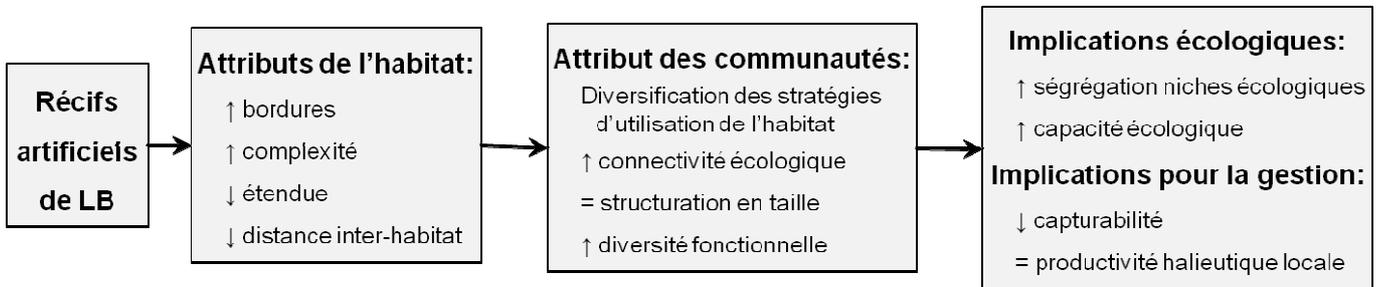 Récifs
artificiels
de LB
Attributs de l’habitat:
↑ bordures
↑ complexité
↓ étendue
↓ distance inter-habitat
Attribut des communautés:
Diversification des stratégies
d’utilisation de l’habitat
↑ connectivité écologique
= structuration en taille
↑ diversité fonctionnelle
Implications écologiques:
↑ ségrégation niches écologiques
↑ capacité écologique
Implications pour la gestion:
↓ capturabilité
= productivité halieutique locale